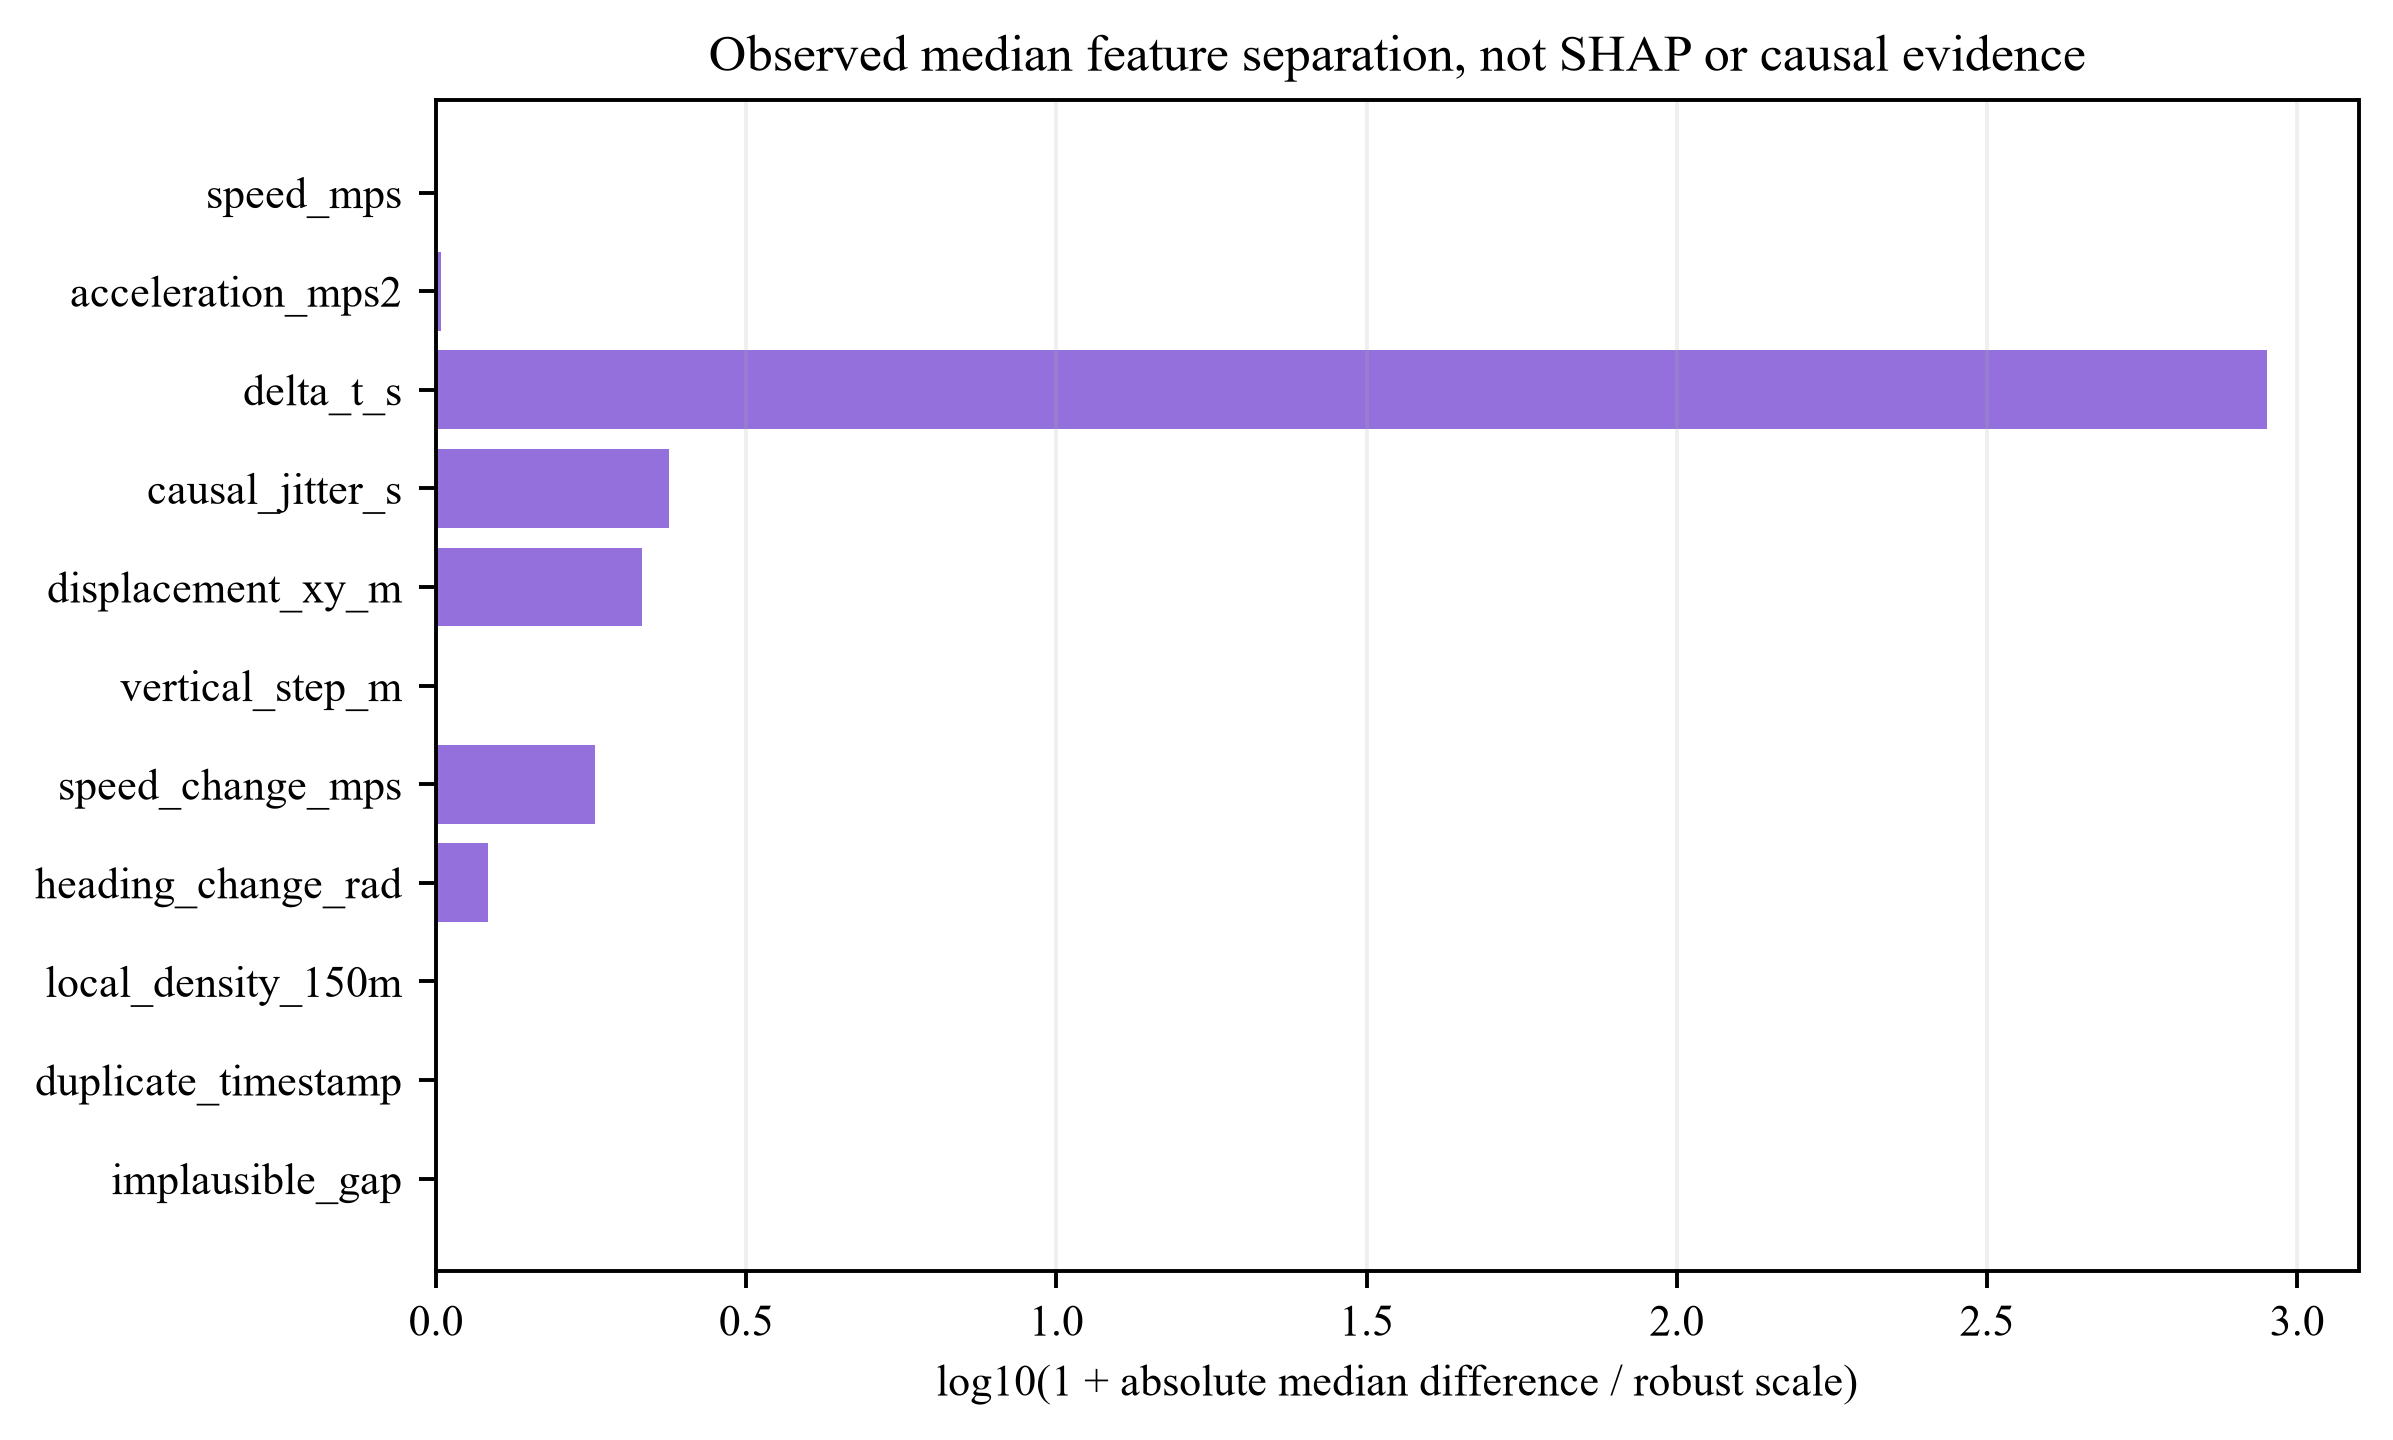 Observed median feature separation, not SHAP or causal evidence
speed_mps
acceleration_mps2
delta_t_s
causal_jitter_s
displacement_xy_m
vertical_step_m
speed_change_mps
heading_change_rad
local_density_150m
duplicate_timestamp
implausible_gap
0.0 0.5 1.0 1.5 2.0 2.5 3.0
log10(1 + absolute median difference / robust scale)